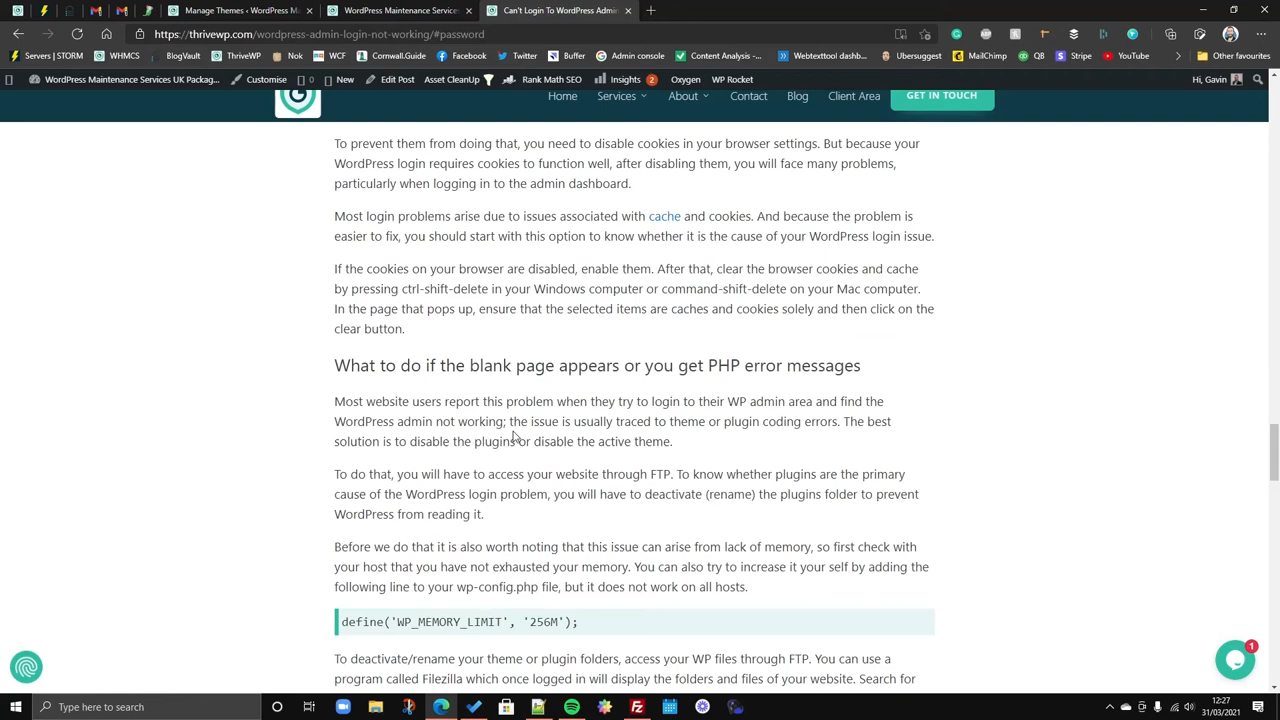 Manage Themes ‹ WordPress Ma
WordPress Maintenance Services
Can't Login To WordPress Admin
https://thrivewp.com/wordpress-admin-login-not-working/#password
Servers | STORM
WHMCS
BlogVault
ThriveWP
Nok
WCF
Cornwall.Guide
Facebook
Twitter
Buffer
Admin console
Content Analysis -...
Webtexttool dashb...
Ubersuggest
MailChimp
QB
Stripe
Other favourites
WordPress Maintenance Services UK Packag...
Customise
0
New
Edit Post
Asset CleanUp
Rank Math SEO
Insights
2
Oxygen
WP Rocket
Hi, Gavin
Home
Services
About
Contact
Blog
Client Area
GET IN TOUCH
To prevent them from doing that, you need to disable cookies in your browser settings. But because your
WordPress login requires cookies to function well, after disabling them, you will face many problems,
particularly when logging in to the admin dashboard.
Most login problems arise due to issues associated with cache and cookies. And because the problem is
easier to fix, you should start with this option to know whether it is the cause of your WordPress login issue.
If the cookies on your browser are disabled, enable them. After that, clear the browser cookies and cache
by pressing ctrl-shift-delete in your Windows computer or command-shift-delete on your Mac computer.
In the page that pops up, ensure that the selected items are caches and cookies solely and then click on the
clear button.
What to do if the blank page appears or you get PHP error messages
Most website users report this problem when they try to login to their WP admin area and find the
WordPress admin not working; the issue is usually traced to theme or plugin coding errors. The best
solution is to disable the plugins or disable the active theme.
To do that, you will have to access your website through FTP. To know whether plugins are the primary
cause of the WordPress login problem, you will have to deactivate (rename) the plugins folder to prevent
WordPress from reading it.
Before we do that it is also worth noting that this issue can arise from lack of memory, so first check with
your host that you have not exhausted your memory. You can also try to increase it your self by adding the
following line to your wp-config.php file, but it does not work on all hosts.
define('WP_MEMORY_LIMIT', '256M');
To deactivate/rename your theme or plugin folders, access your WP files through FTP. You can use a
program called Filezilla which once logged in will display the folders and files of your website. Search for
1
Type here to search
12:27
31/03/2021